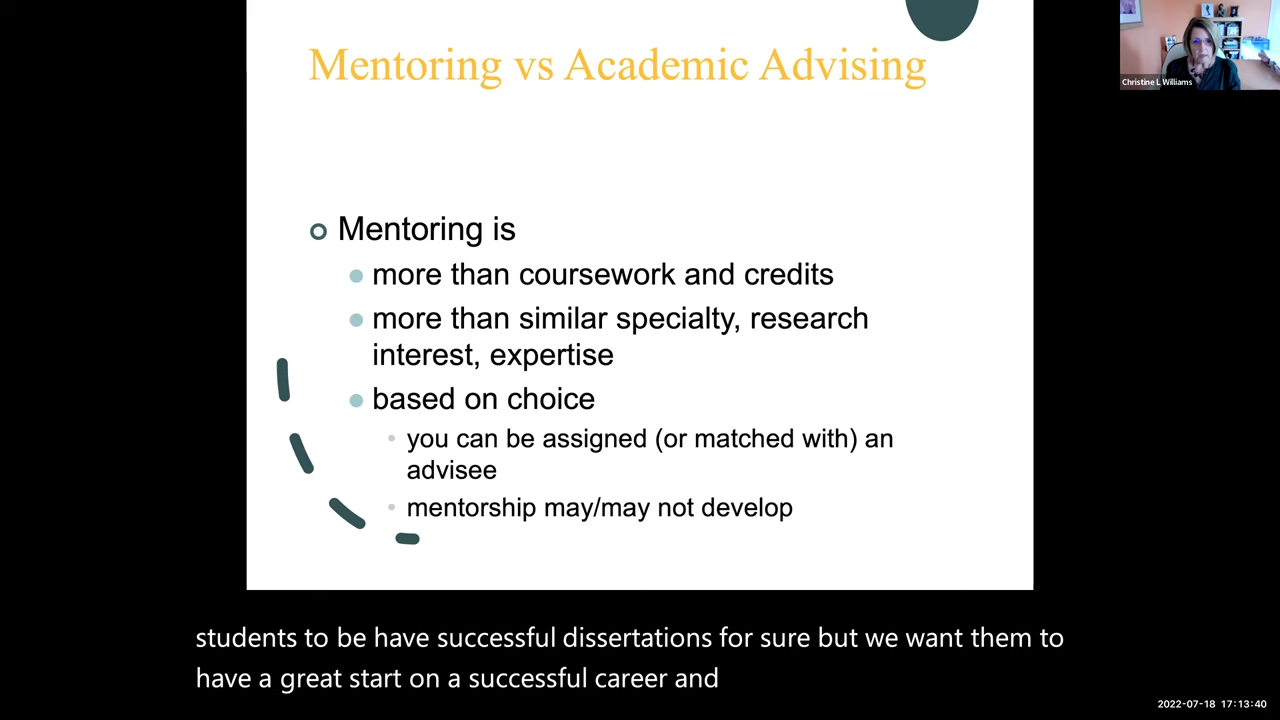 Mentoring vs Academic Advising
Christine L Williams
Mentoring is
more than coursework and credits
more than similar specialty, research
interest, expertise
based on choice
you can be assigned (or matched with) an
advisee
mentorship may/may not develop
students to be have successful dissertations for sure but we want them to
have a great start on a successful career and
2022-07-18 17:13:40